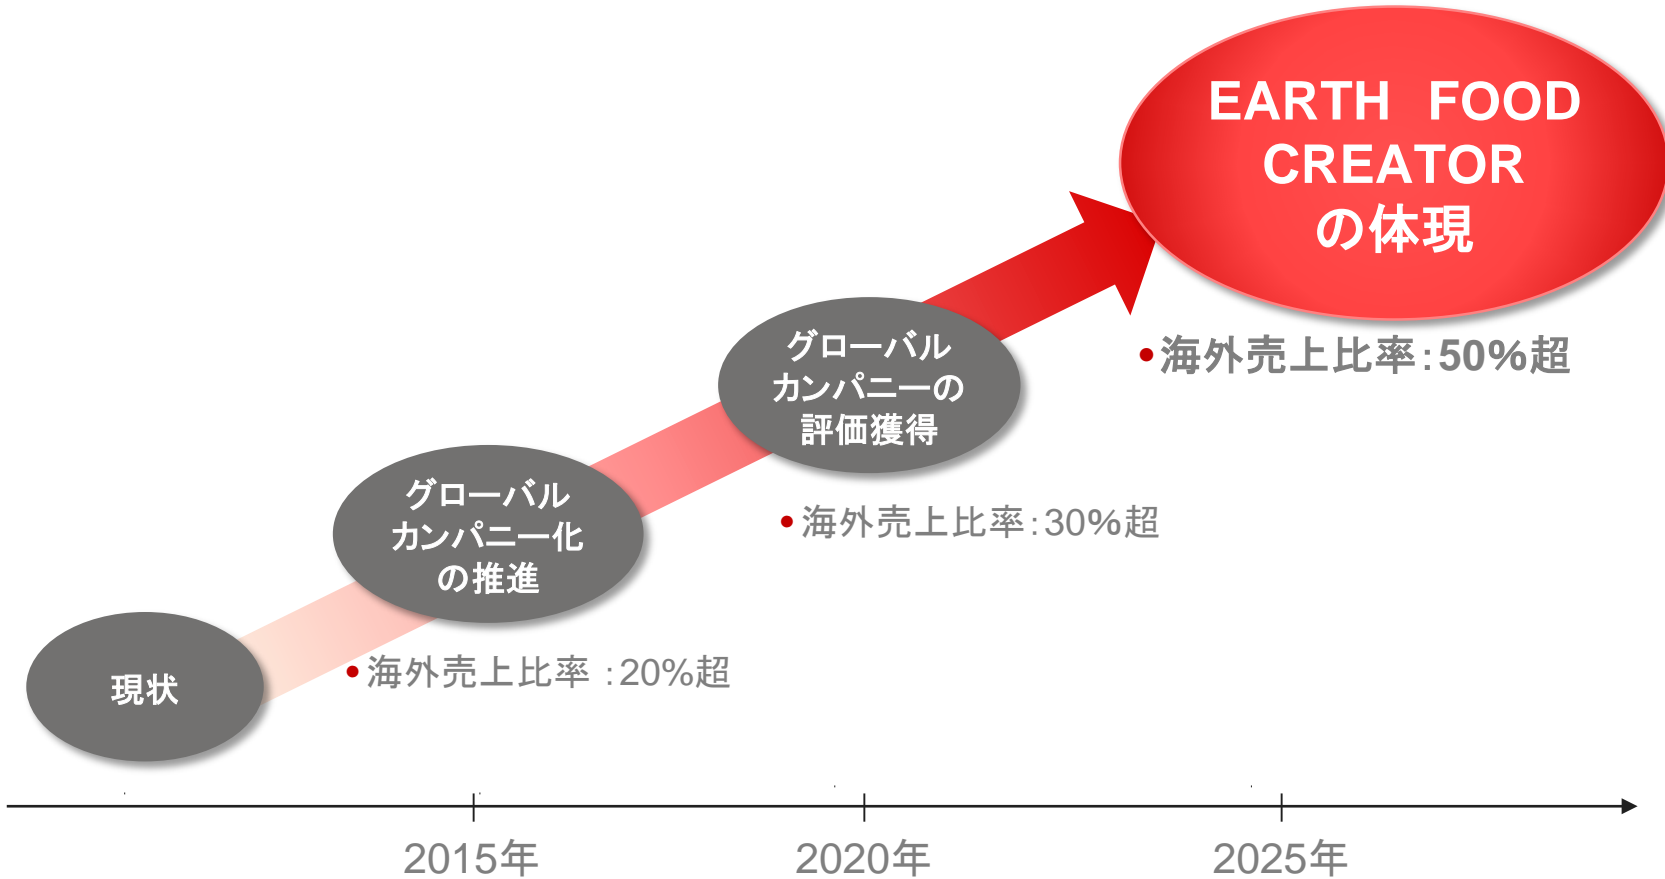 EARTH　FOOD
CREATOR
の体現
•海外売上比率:50%超
グローバル
カンパニーの
評価獲得
•海外売上比率:30%超
グローバル
カンパニー化
の推進
•海外売上比率 :20%超
現状
2015年
2020年
2025年